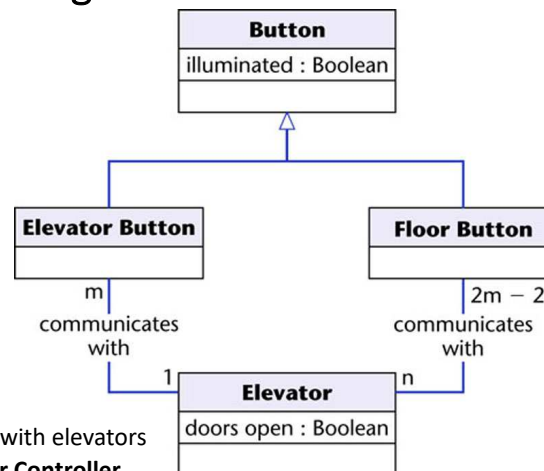 Button
illuminated : Boolean
Elevator Button
Floor Button
m
2m − 2
communicates
with
communicates
with
1
n
Elevator
doors open : Boolean
with elevators
r Controller